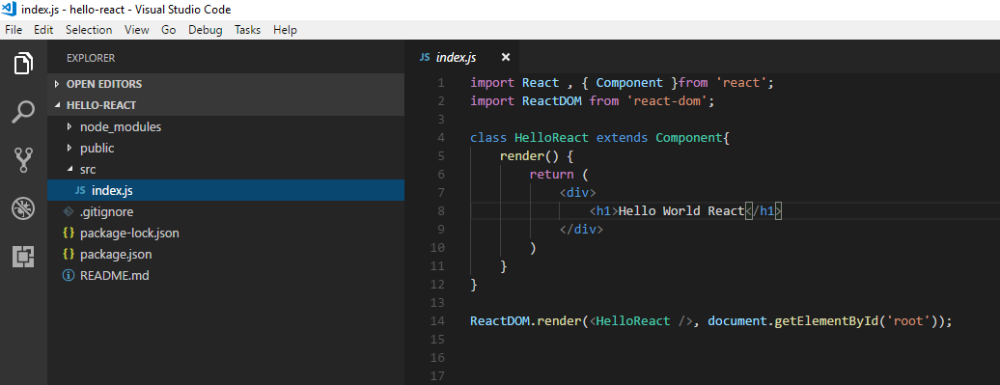 index.js - hello-react - Visual Studio Code
File Edit Selection View Go Debug Tasks Help
EXPLORER
OPEN EDITORS
HELLO-REACT
node_modules
public
src
JS index.js
.gitignore
{ } package-lock.json
{ } package.json
README.md
JS index.js ×
1 import React , { Component }from 'react';
2 import ReactDOM from 'react-dom';
3
4 class HelloReact extends Component{
5 render() {
6 return (
7 <div>
8 <h1>Hello World React</h1>
9 </div>
10 )
11 }
12 }
13
14 ReactDOM.render(<HelloReact />, document.getElementById('root'));
15
16
17